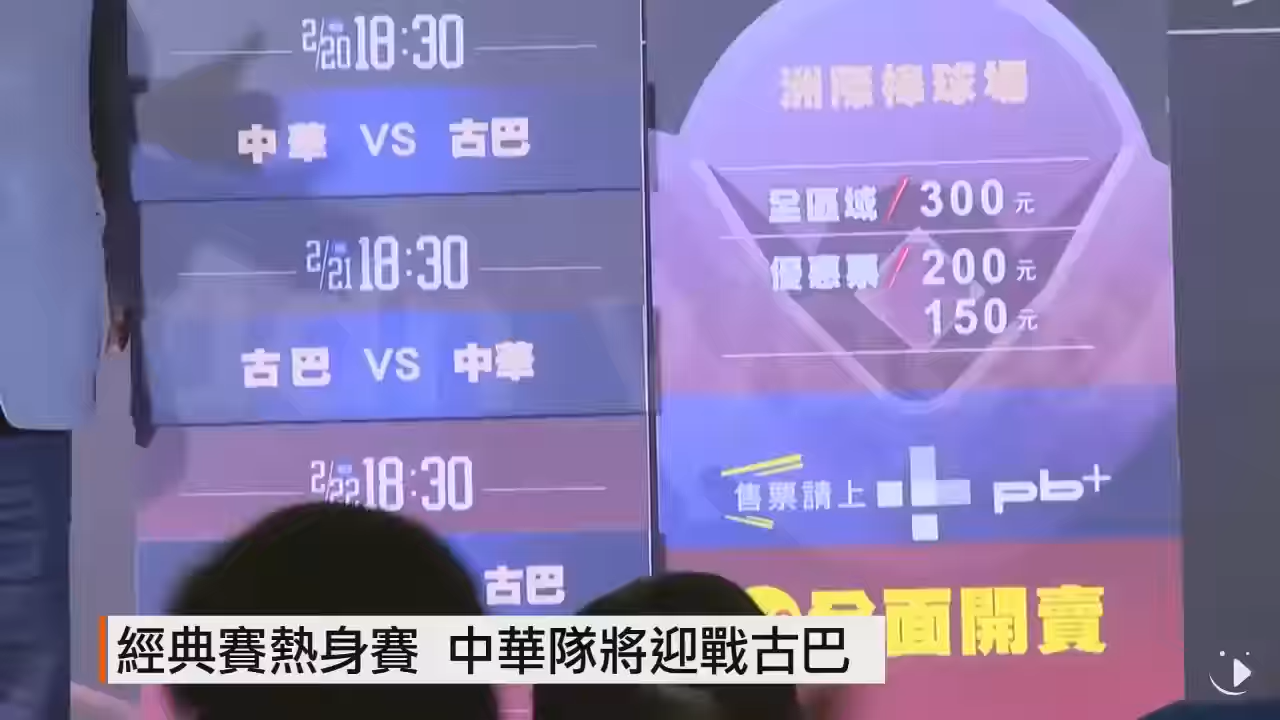 2/20 18:30
中華 VS 古巴
2/21 18:30
古巴 VS 中華
2/22 18:30
古巴
洲際棒球場
全區域/300元
優惠票/200元
150元
售票請上 pb+
全面開賣
經典賽熱身賽 中華隊將迎戰古巴